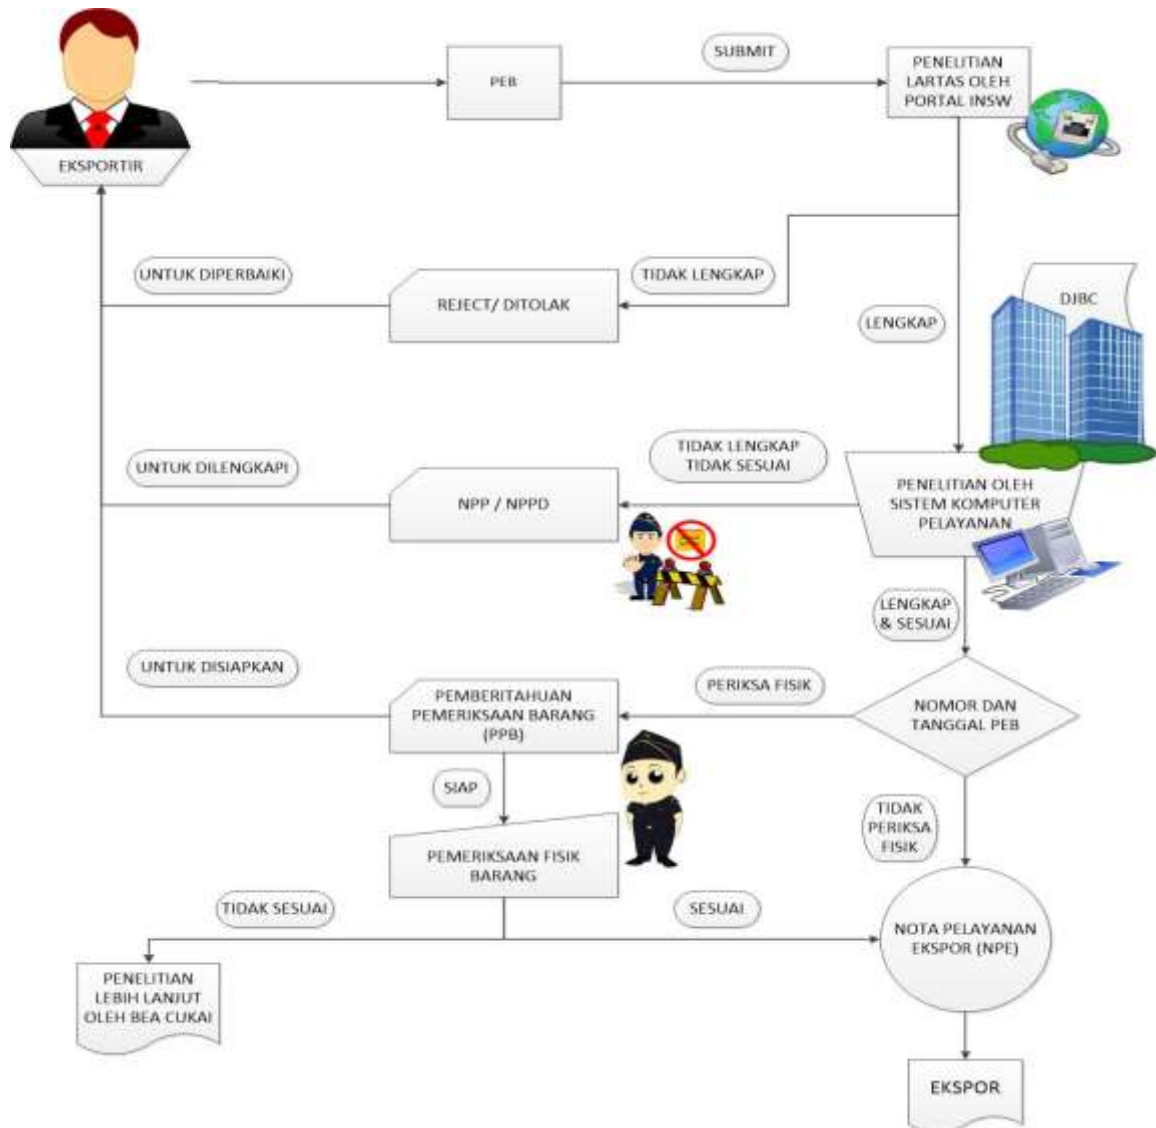 EKSPORTIR
PEB
SUBMIT
PENELITIAN
LARTAS OLEH
PORTAL INSW
UNTUK DIPERBAIKI
REJECT/ DITOLAK
TIDAK LENGKAP
LENGKAP
DJBC
UNTUK DILENGKAPI
NPP / NPPD
TIDAK LENGKAP
TIDAK SESUAI
PENELITIAN OLEH
SISTEM KOMPUTER
PELAYANAN
LENGKAP
& SESUAI
UNTUK DISIAPKAN
PEMBERITAHUAN
PEMERIKSAAN BARANG
(PPB)
PERIKSA FISIK
NOMOR DAN
TANGGAL PEB
SIAP
TIDAK
PERIKSA
FISIK
PEMERIKSAAN FISIK
BARANG
TIDAK SESUAI
SESUAI
NOTA PELAYANAN
EKSPOR (NPE)
PENELITIAN
LEBIH LANJUT
OLEH BEA CUKAI
EKSPOR